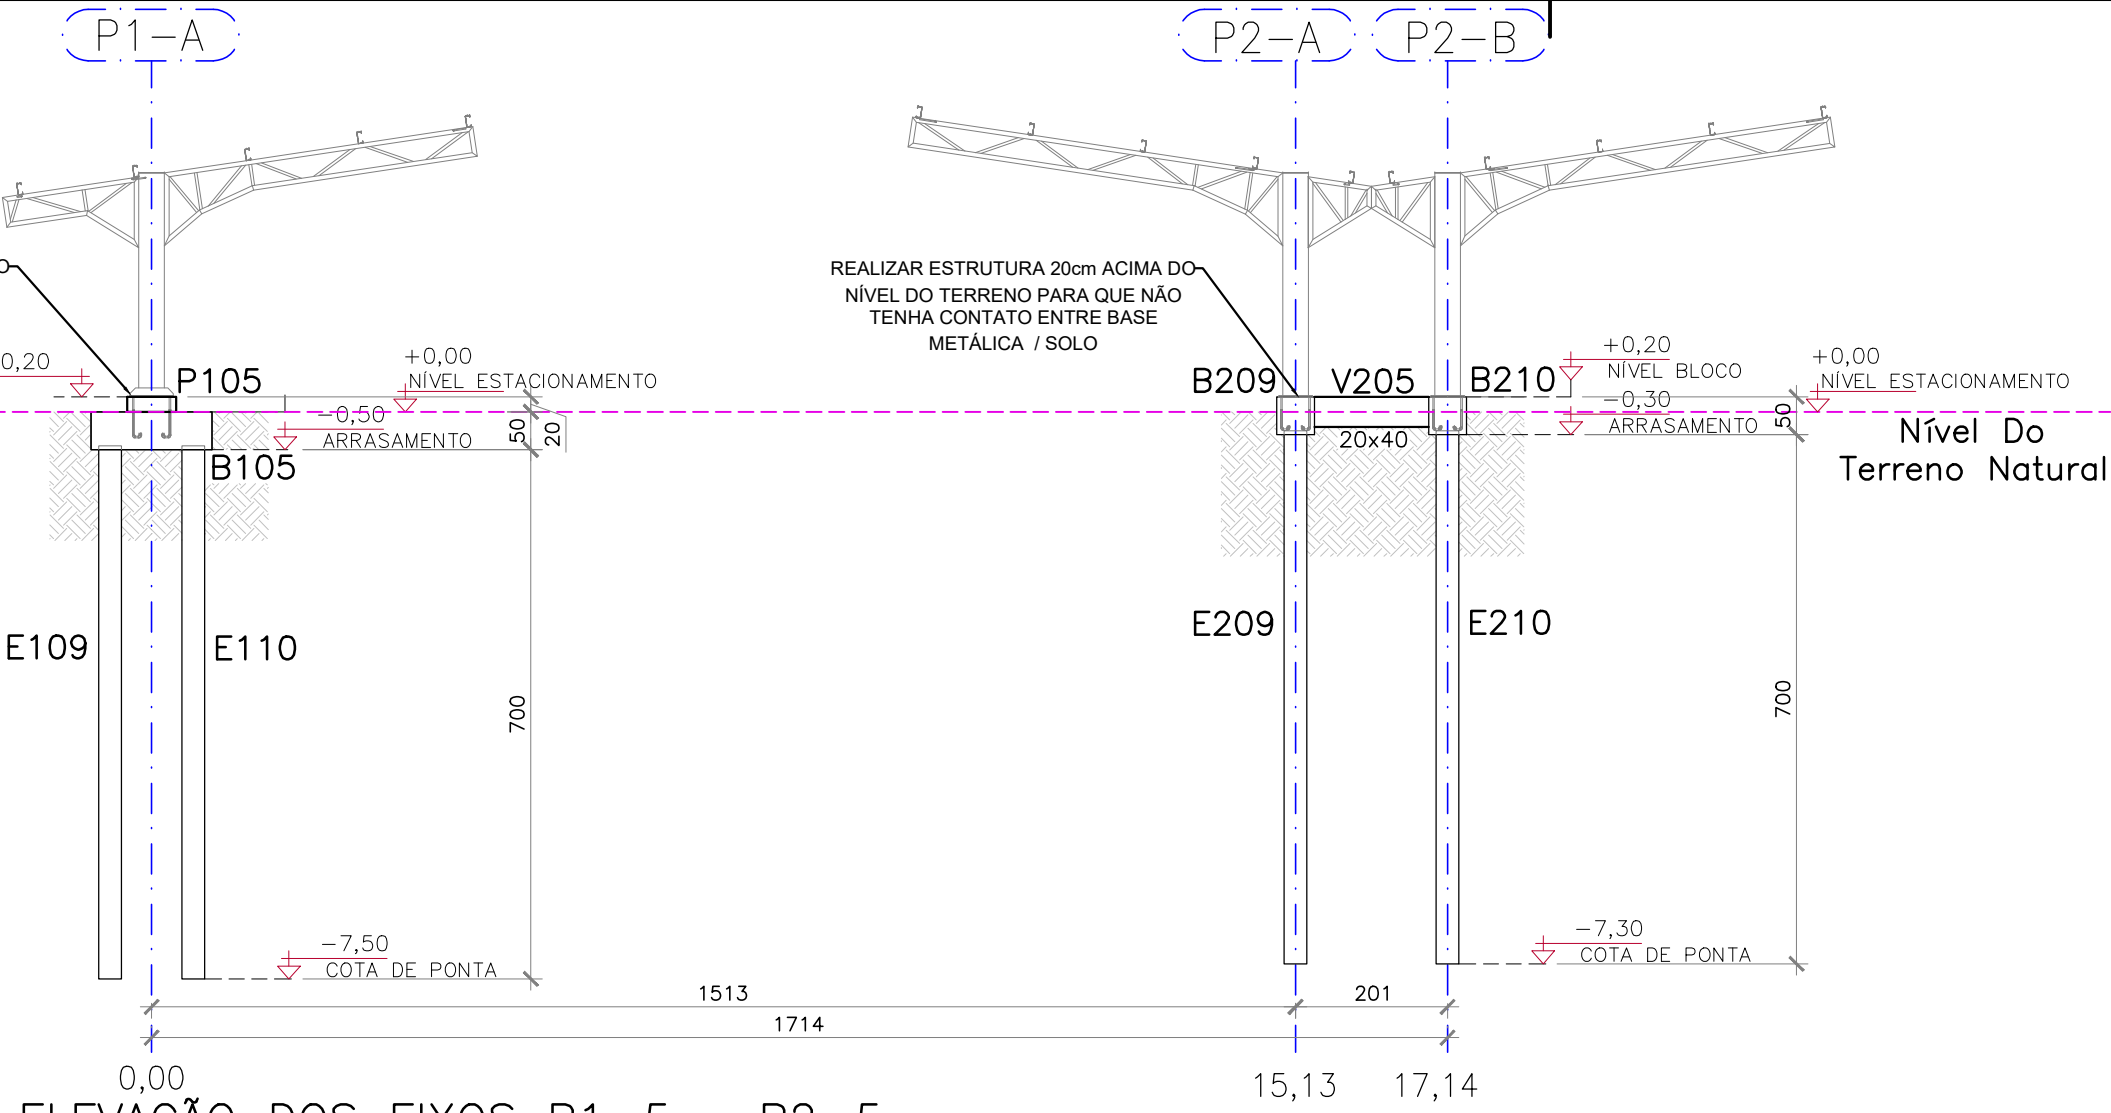 P1-A
P2-A
P2-B
REALIZAR ESTRUTURA 20cm ACIMA DO
NÍVEL DO TERRENO PARA QUE NÃO
TENHA CONTATO ENTRE BASE
METÁLICA / SOLO
0,20
P105
+0,00
NÍVEL ESTACIONAMENTO
-0,50
ARRASAMENTO
B105
50
20
B209
V205
B210
20x40
+0,20
NÍVEL BLOCO
-0,30
ARRASAMENTO
50
+0,00
NÍVEL ESTACIONAMENTO
Nível Do
Terreno Natural
E109
E110
700
E209
E210
700
-7,50
COTA DE PONTA
-7,30
COTA DE PONTA
1513
201
1714
0,00
15,13
17,14